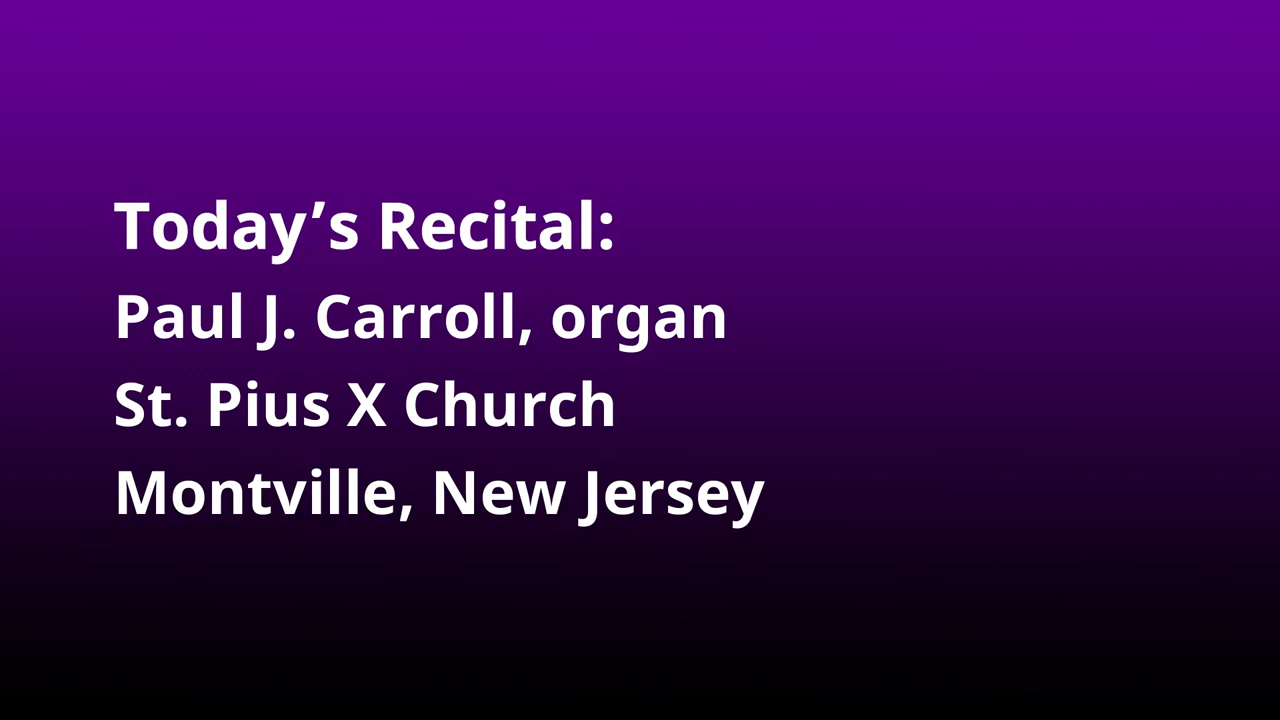 Today’s Recital:
Paul J. Carroll, organ
St. Pius X Church
Montville, New Jersey